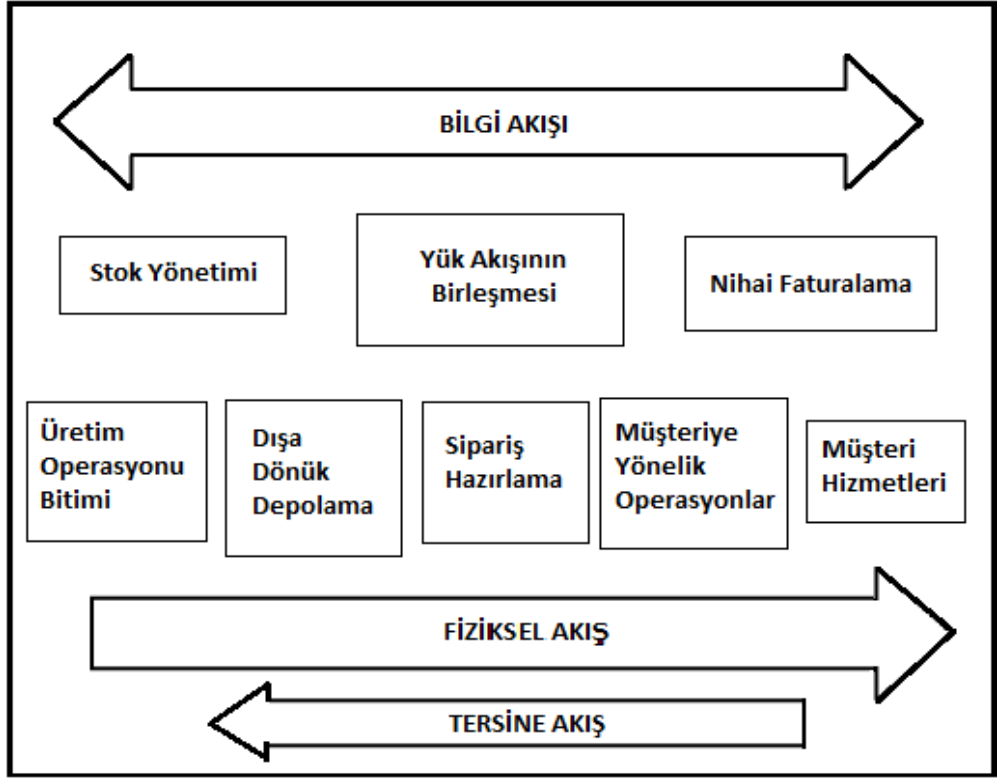 BİLGİ AKIŞI
Stok Yönetimi
Yük Akışının
Birleşmesi
Nihai Faturalama
Üretim
Operasyonu
Bitimi
Dışa
Dönük
Depolama
Sipariş
Hazırlama
Müşteriye
Yönelik
Operasyonlar
Müşteri
Hizmetleri
FİZİKSEL AKIŞ
TERSİNE AKIŞ